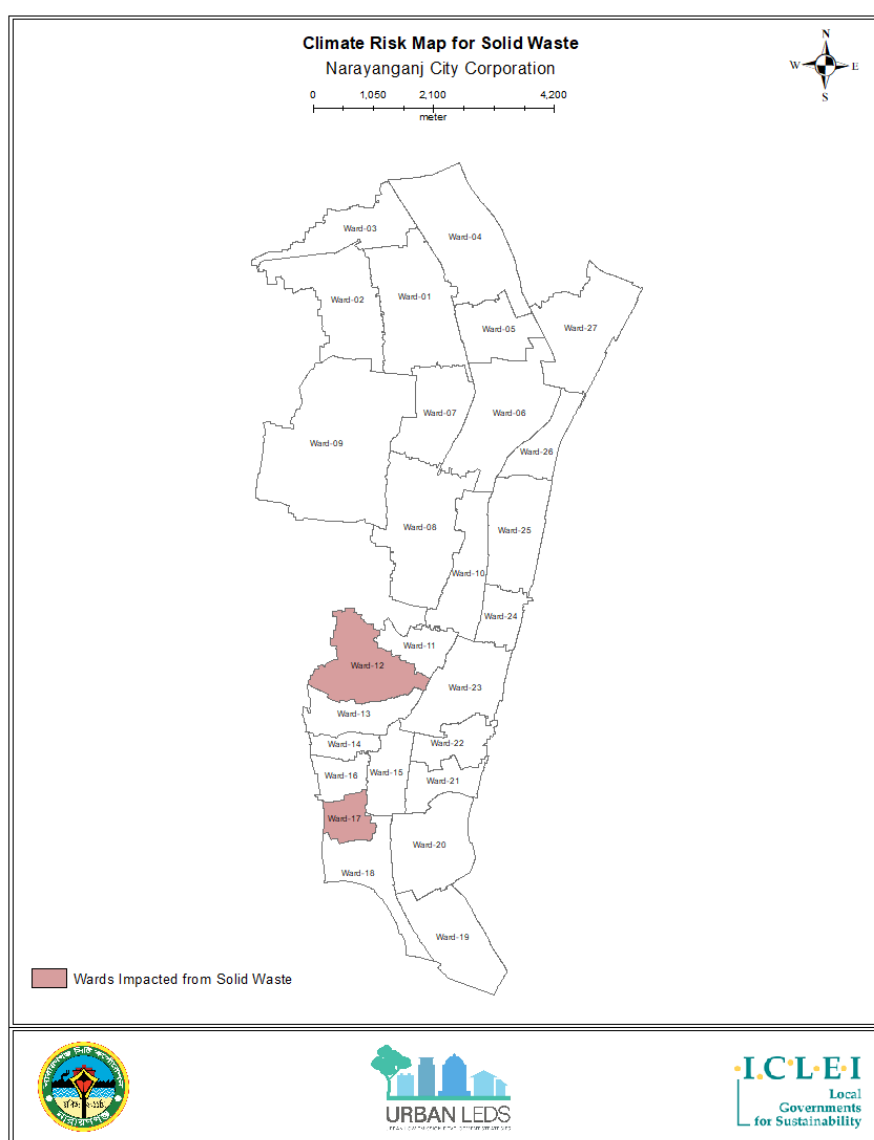 Climate Risk Map for Solid Waste
Narayanganj City Corporation
N
W E
S
0 1,050 2,100 4,200
meter
Ward-03
Ward-04
Ward-02
Ward-01
Ward-05
Ward-27
Ward-07
Ward-06
Ward-09
Ward-26
Ward-08
Ward-25
Ward-10
Ward-24
Ward-11
Ward-12
Ward-23
Ward-13
Ward-14
Ward-22
Ward-16
Ward-15
Ward-21
Ward-17
Ward-20
Ward-18
Ward-19
Wards Impacted from Solid Waste
নারায়ণগঞ্জ সিটি কর্পোরেশন
নারায়ণগঞ্জ
URBAN LEDS
I.C.L.E.I
Local
Governments
for Sustainability